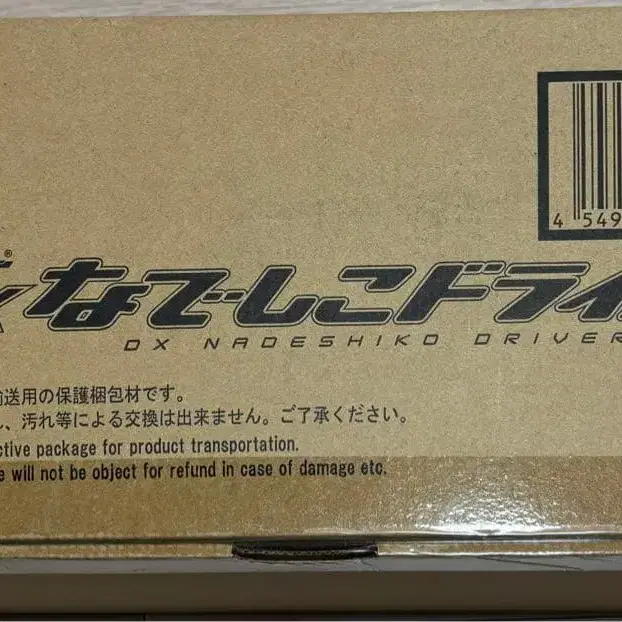 4 549
®
なでしこドライ
DX NADESHIKO DRIVER
送用の保護梱包材です。
、汚れ等による交換は出来ません。ご了承ください。
ctive package for product transportation.
e will not be object for refund in case of damage etc.